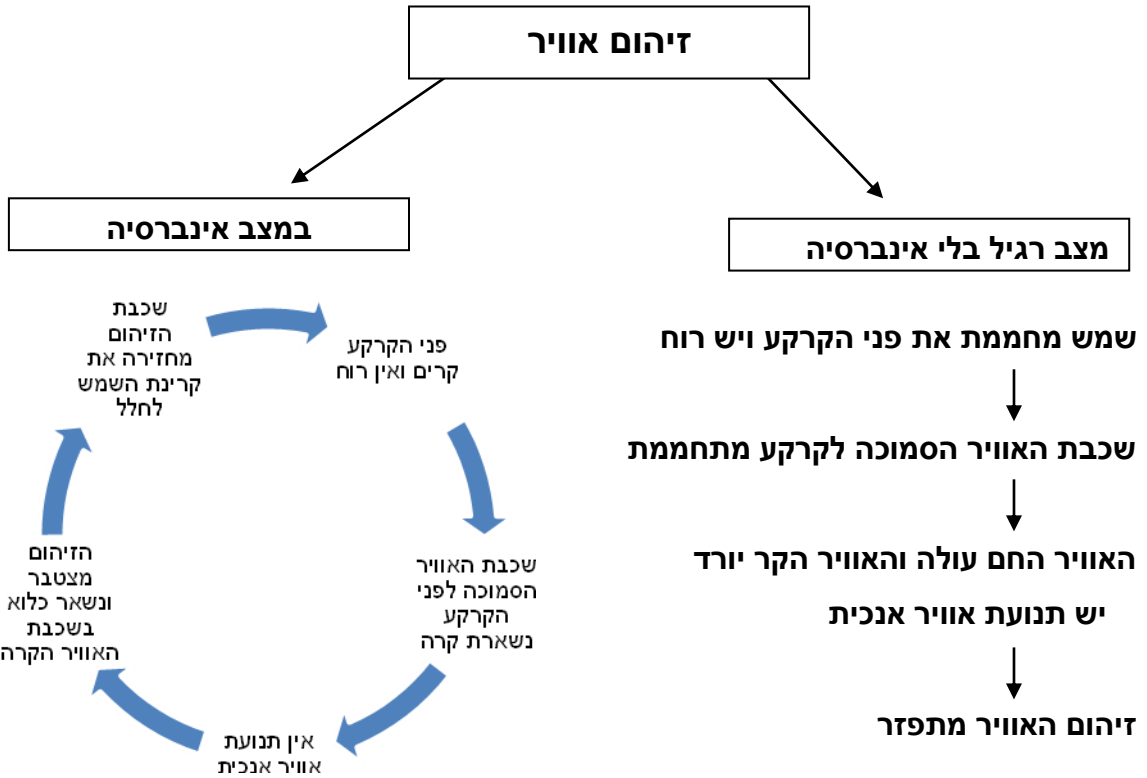 זיהום אוויר
מצב רגיל בלי אינברסיה
שמש מחממת את פני הקרקע ויש רוח
שכבת האוויר הסמוכה לקרקע מתחממת
האוויר החם עולה והאוויר הקר יורד
יש תנועת אוויר אנכית
זיהום האוויר מתפזר
במצב אינברסיה
פני הקרקע
קרים ואין רוח
שכבת האוויר
הסמוכה לפני
הקרקע
נשארת קרה
אין תנועת
אוויר אנכית
הזיהום
מצטבר
ונשאר כלוא
בשכבת
האוויר הקרה
שכבת
הזיהום
מחזירה את
קרינת השמש
לחלל